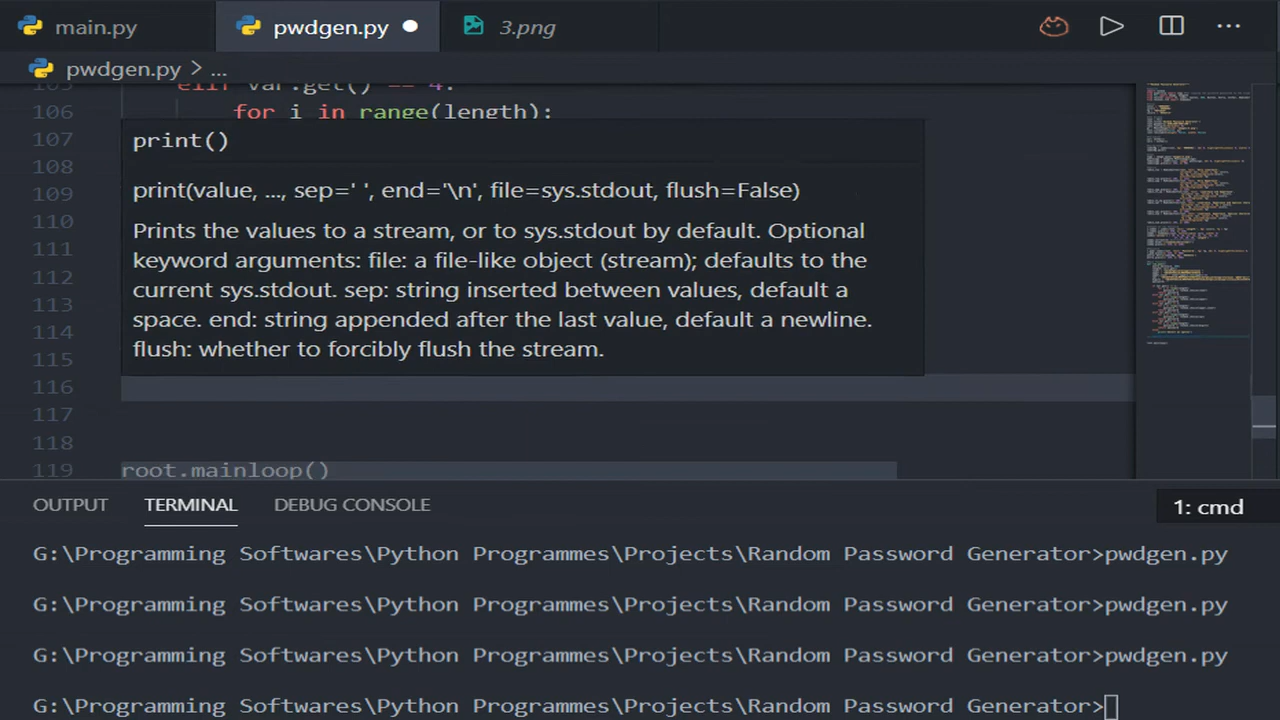 main.py
pwdgen.py
3.png
pwdgen.py > ...
105 elif var.get() == 4:
106 for i in range(length):
107
108
109
110
111
112
113
114
115
116
117
118
119 root.mainloop()
print()
print(value, ..., sep=' ', end='\n', file=sys.stdout, flush=False)
Prints the values to a stream, or to sys.stdout by default. Optional
keyword arguments: file: a file-like object (stream); defaults to the
current sys.stdout. sep: string inserted between values, default a
space. end: string appended after the last value, default a newline.
flush: whether to forcibly flush the stream.
OUTPUT
TERMINAL
DEBUG CONSOLE
1: cmd
G:\Programming Softwares\Python Programmes\Projects\Random Password Generator>pwdgen.py
G:\Programming Softwares\Python Programmes\Projects\Random Password Generator>pwdgen.py
G:\Programming Softwares\Python Programmes\Projects\Random Password Generator>pwdgen.py
G:\Programming Softwares\Python Programmes\Projects\Random Password Generator>